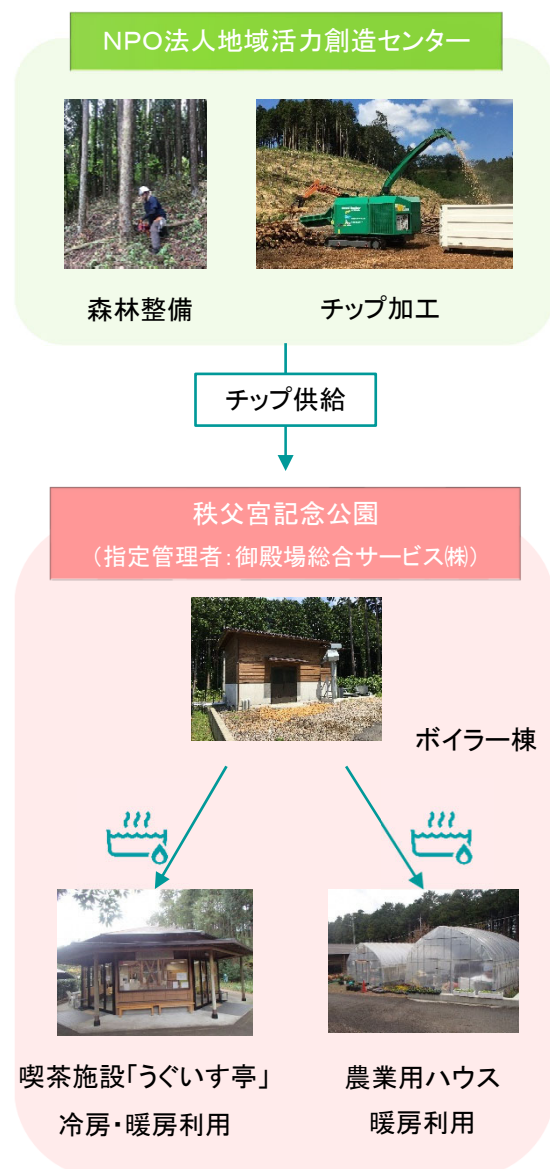 NPO法人地域活力創造センター
森林整備
チップ加工
チップ供給
秩父宮記念公園
（指定管理者：御殿場総合サービス㈱）
ボイラー棟
喫茶施設「うぐいす亭」
冷房・暖房利用
農業用ハウス
暖房利用